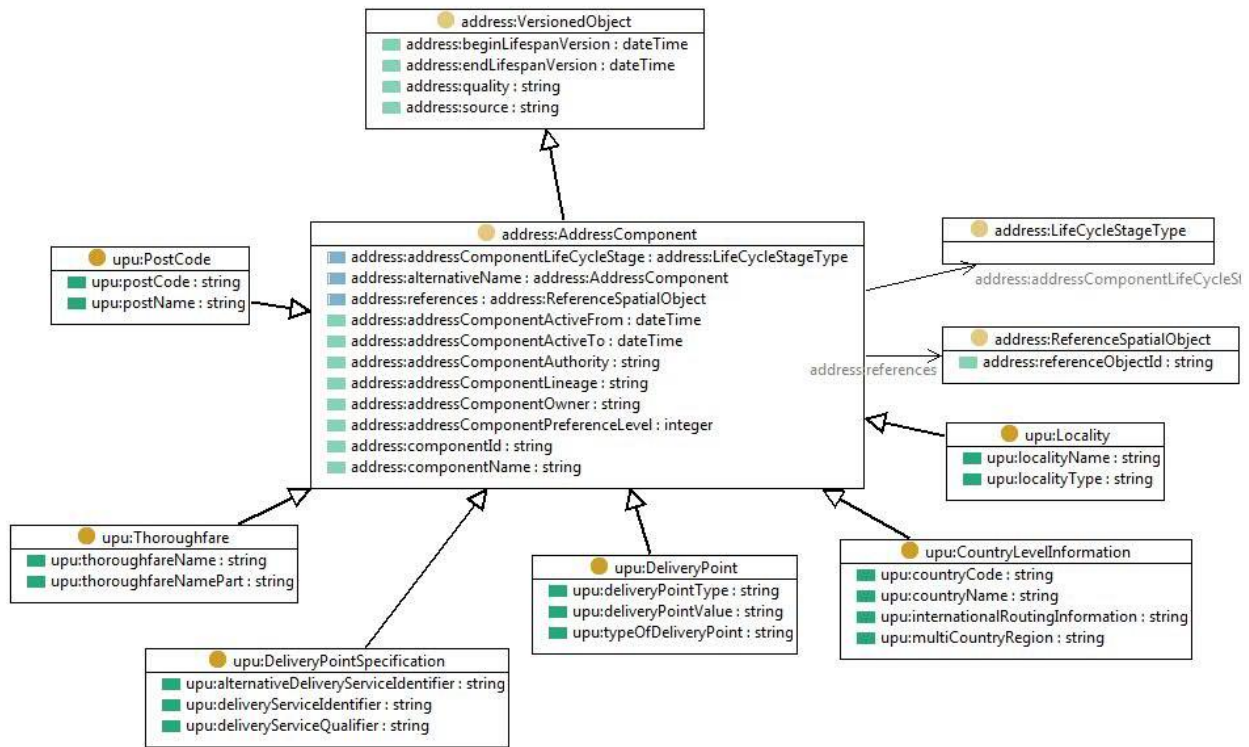 address:VersionedObject
address:beginLifespanVersion : dateTime
address:endLifespanVersion : dateTime
address:quality : string
address:source : string
address:AddressComponent
address:addressComponentLifeCycleStage : address:LifeCycleStageType
address:alternativeName : address:AddressComponent
address:references : address:ReferenceSpatialObject
address:addressComponentActiveFrom : dateTime
address:addressComponentActiveTo : dateTime
address:addressComponentAuthority : string
address:addressComponentLineage : string
address:addressComponentOwner : string
address:addressComponentPreferenceLevel : integer
address:componentId : string
address:componentName : string
upu:PostCode
upu:postCode : string
upu:postName : string
address:LifeCycleStageType
address:addressComponentLifeCycleSt
address:ReferenceSpatialObject
address:referenceObjectId : string
address:references
upu:Locality
upu:localityName : string
upu:localityType : string
upu:Thoroughfare
upu:thoroughfareName : string
upu:thoroughfareNamePart : string
upu:DeliveryPoint
upu:deliveryPointType : string
upu:deliveryPointValue : string
upu:typeOfDeliveryPoint : string
upu:CountryLevelInformation
upu:countryCode : string
upu:countryName : string
upu:internationalRoutingInformation : string
upu:multiCountryRegion : string
upu:DeliveryPointSpecification
upu:alternativeDeliveryServiceIdentifier : string
upu:deliveryServiceIdentifier : string
upu:deliveryServiceQualifier : string